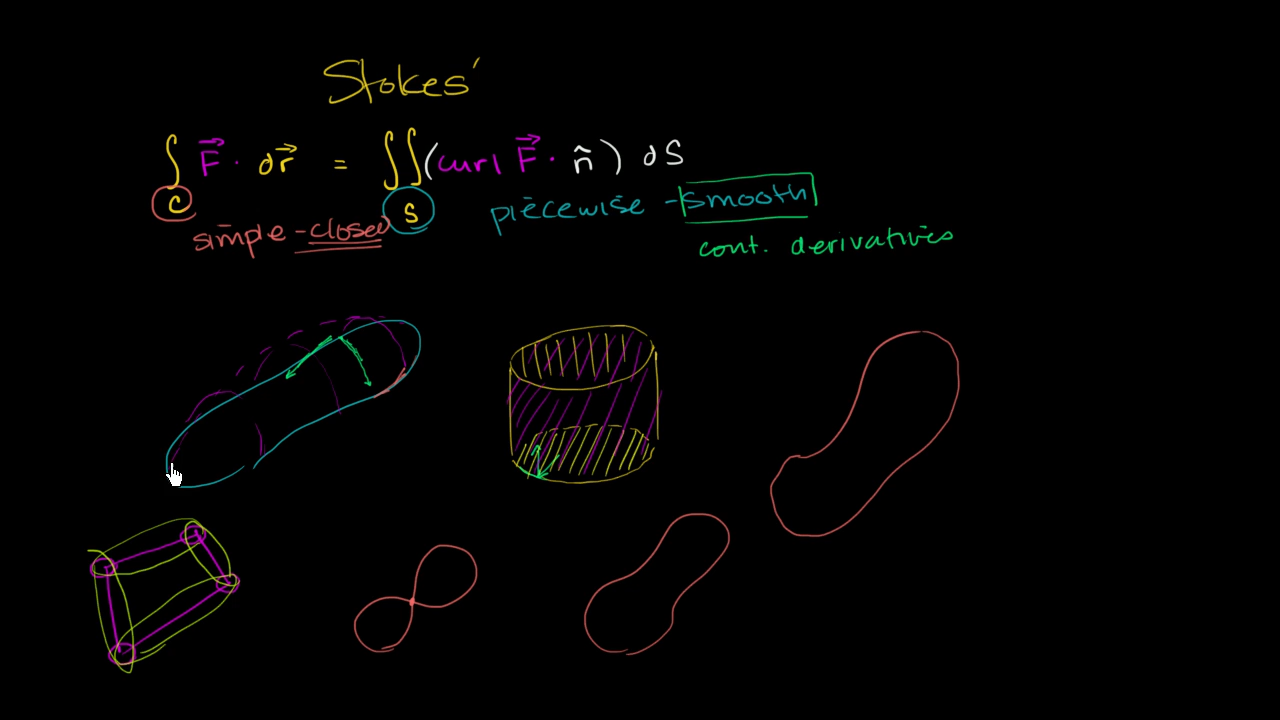 Stokes'
∫ F⃗ · dr⃗ = ∬ (curl F⃗ · n̂) dS
C S piecewise - smooth
simple - closed
cont. derivatives